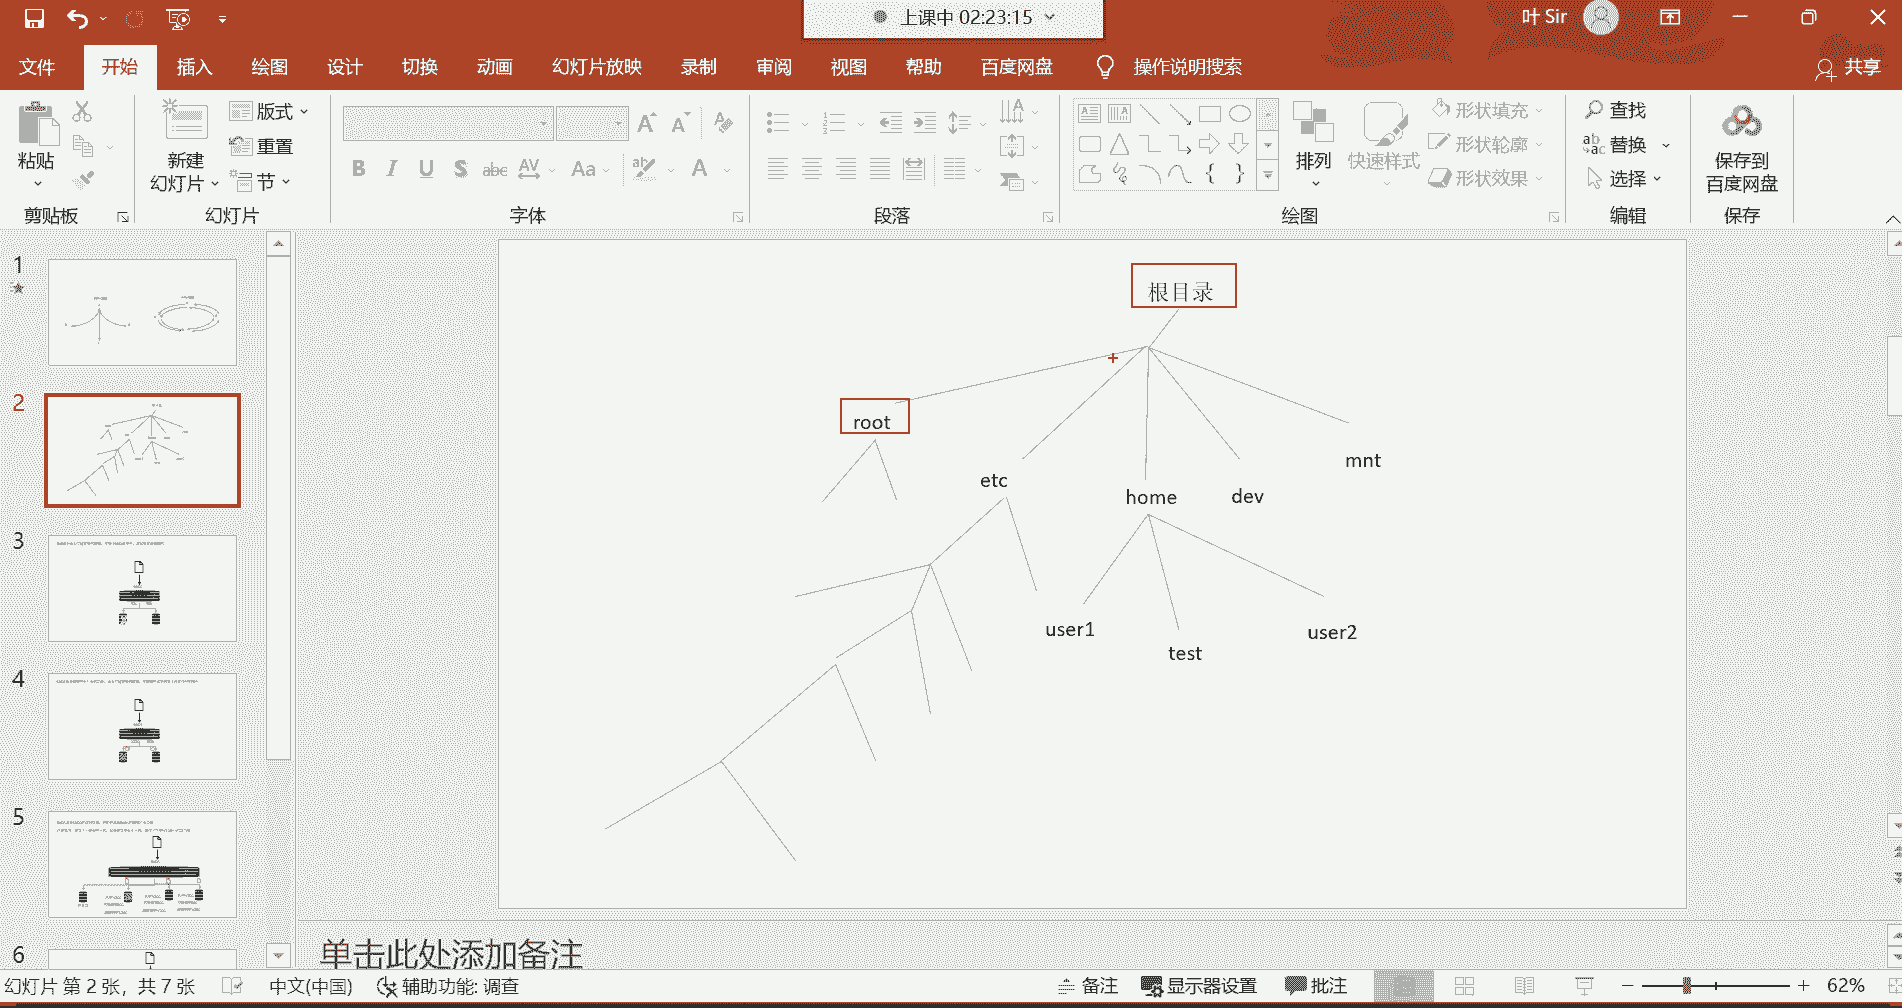 上课中 02:23:15
叶 Sir
文件 开始 插入 绘图 设计 切换 动画 幻灯片放映 录制 审阅 视图 帮助 百度网盘 操作说明搜索 共享
粘贴
剪贴板
新建
幻灯片
版式
重置
节
幻灯片
B I U S abc AV Aa A
字体
段落
排列
快速样式
形状填充
形状轮廓
形状效果
绘图
查找
替换
选择
编辑
保存到
百度网盘
保存
1
2
3
4
5
6
根目录
root
etc
home
dev
mnt
user1
test
user2
单击此处添加备注
幻灯片 第 2 张，共 7 张 中文(中国) 辅助功能: 调查 备注 显示器设置 批注 62%